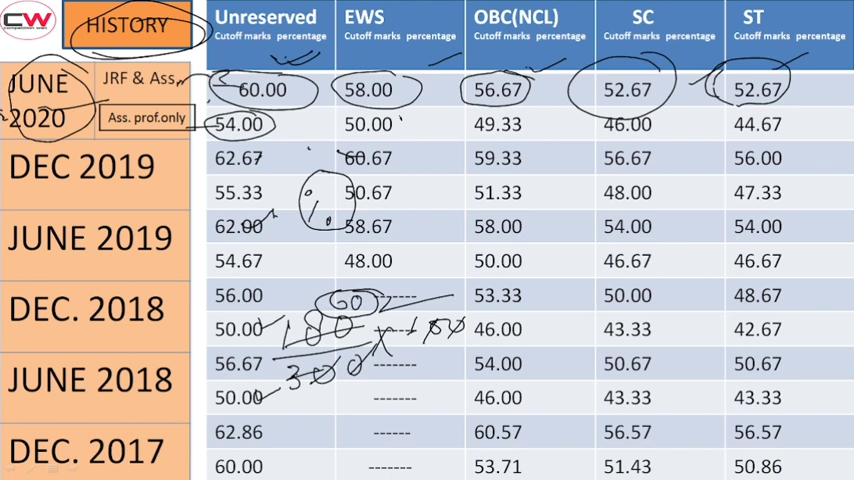 CW
HISTORY
Unreserved EWS OBC(NCL) SC ST
Cutoff marks percentage Cutoff marks percentage Cutoff marks percentage Cutoff marks percentage Cutoff marks percentage
JUNE 2020 JRF & Ass. 60.00 58.00 56.67 52.67 52.67
Ass. prof.only 54.00 50.00 49.33 46.00 44.67
DEC 2019 62.67 60.67 59.33 56.67 56.00
55.33 50.67 51.33 48.00 47.33
JUNE 2019 62.00 58.67 58.00 54.00 54.00
54.67 48.00 50.00 46.67 46.67
DEC. 2018 56.00 ------- 53.33 50.00 48.67
50.00 ------- 46.00 43.33 42.67
JUNE 2018 56.67 ------- 54.00 50.67 50.67
50.00 ------- 46.00 43.33 43.33
DEC. 2017 62.86 ------ 60.57 56.57 56.57
60.00 ------- 53.71 51.43 50.86
%
60
180 x 100
300